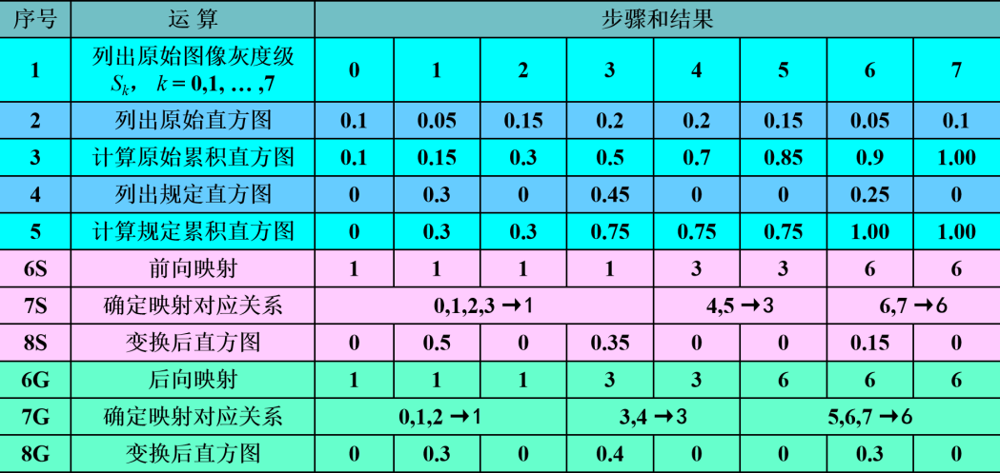 序号 运 算 步骤和结果
1 列出原始图像灰度级 0 1 2 3 4 5 6 7
Sk， k = 0,1, … ,7
2 列出原始直方图 0.1 0.05 0.15 0.2 0.2 0.15 0.05 0.1
3 计算原始累积直方图 0.1 0.15 0.3 0.5 0.7 0.85 0.9 1.00
4 列出规定直方图 0 0.3 0 0.45 0 0 0.25 0
5 计算规定累积直方图 0 0.3 0.3 0.75 0.75 0.75 1.00 1.00
6S 前向映射 1 1 1 1 3 3 6 6
7S 确定映射对应关系 0,1,2,3 ➞1 4,5 ➞3 6,7 ➞6
8S 变换后直方图 0 0.5 0 0.35 0 0 0.15 0
6G 后向映射 1 1 1 3 3 6 6 6
7G 确定映射对应关系 0,1,2 ➞1 3,4 ➞3 5,6,7 ➞6
8G 变换后直方图 0 0.3 0 0.4 0 0 0.3 0